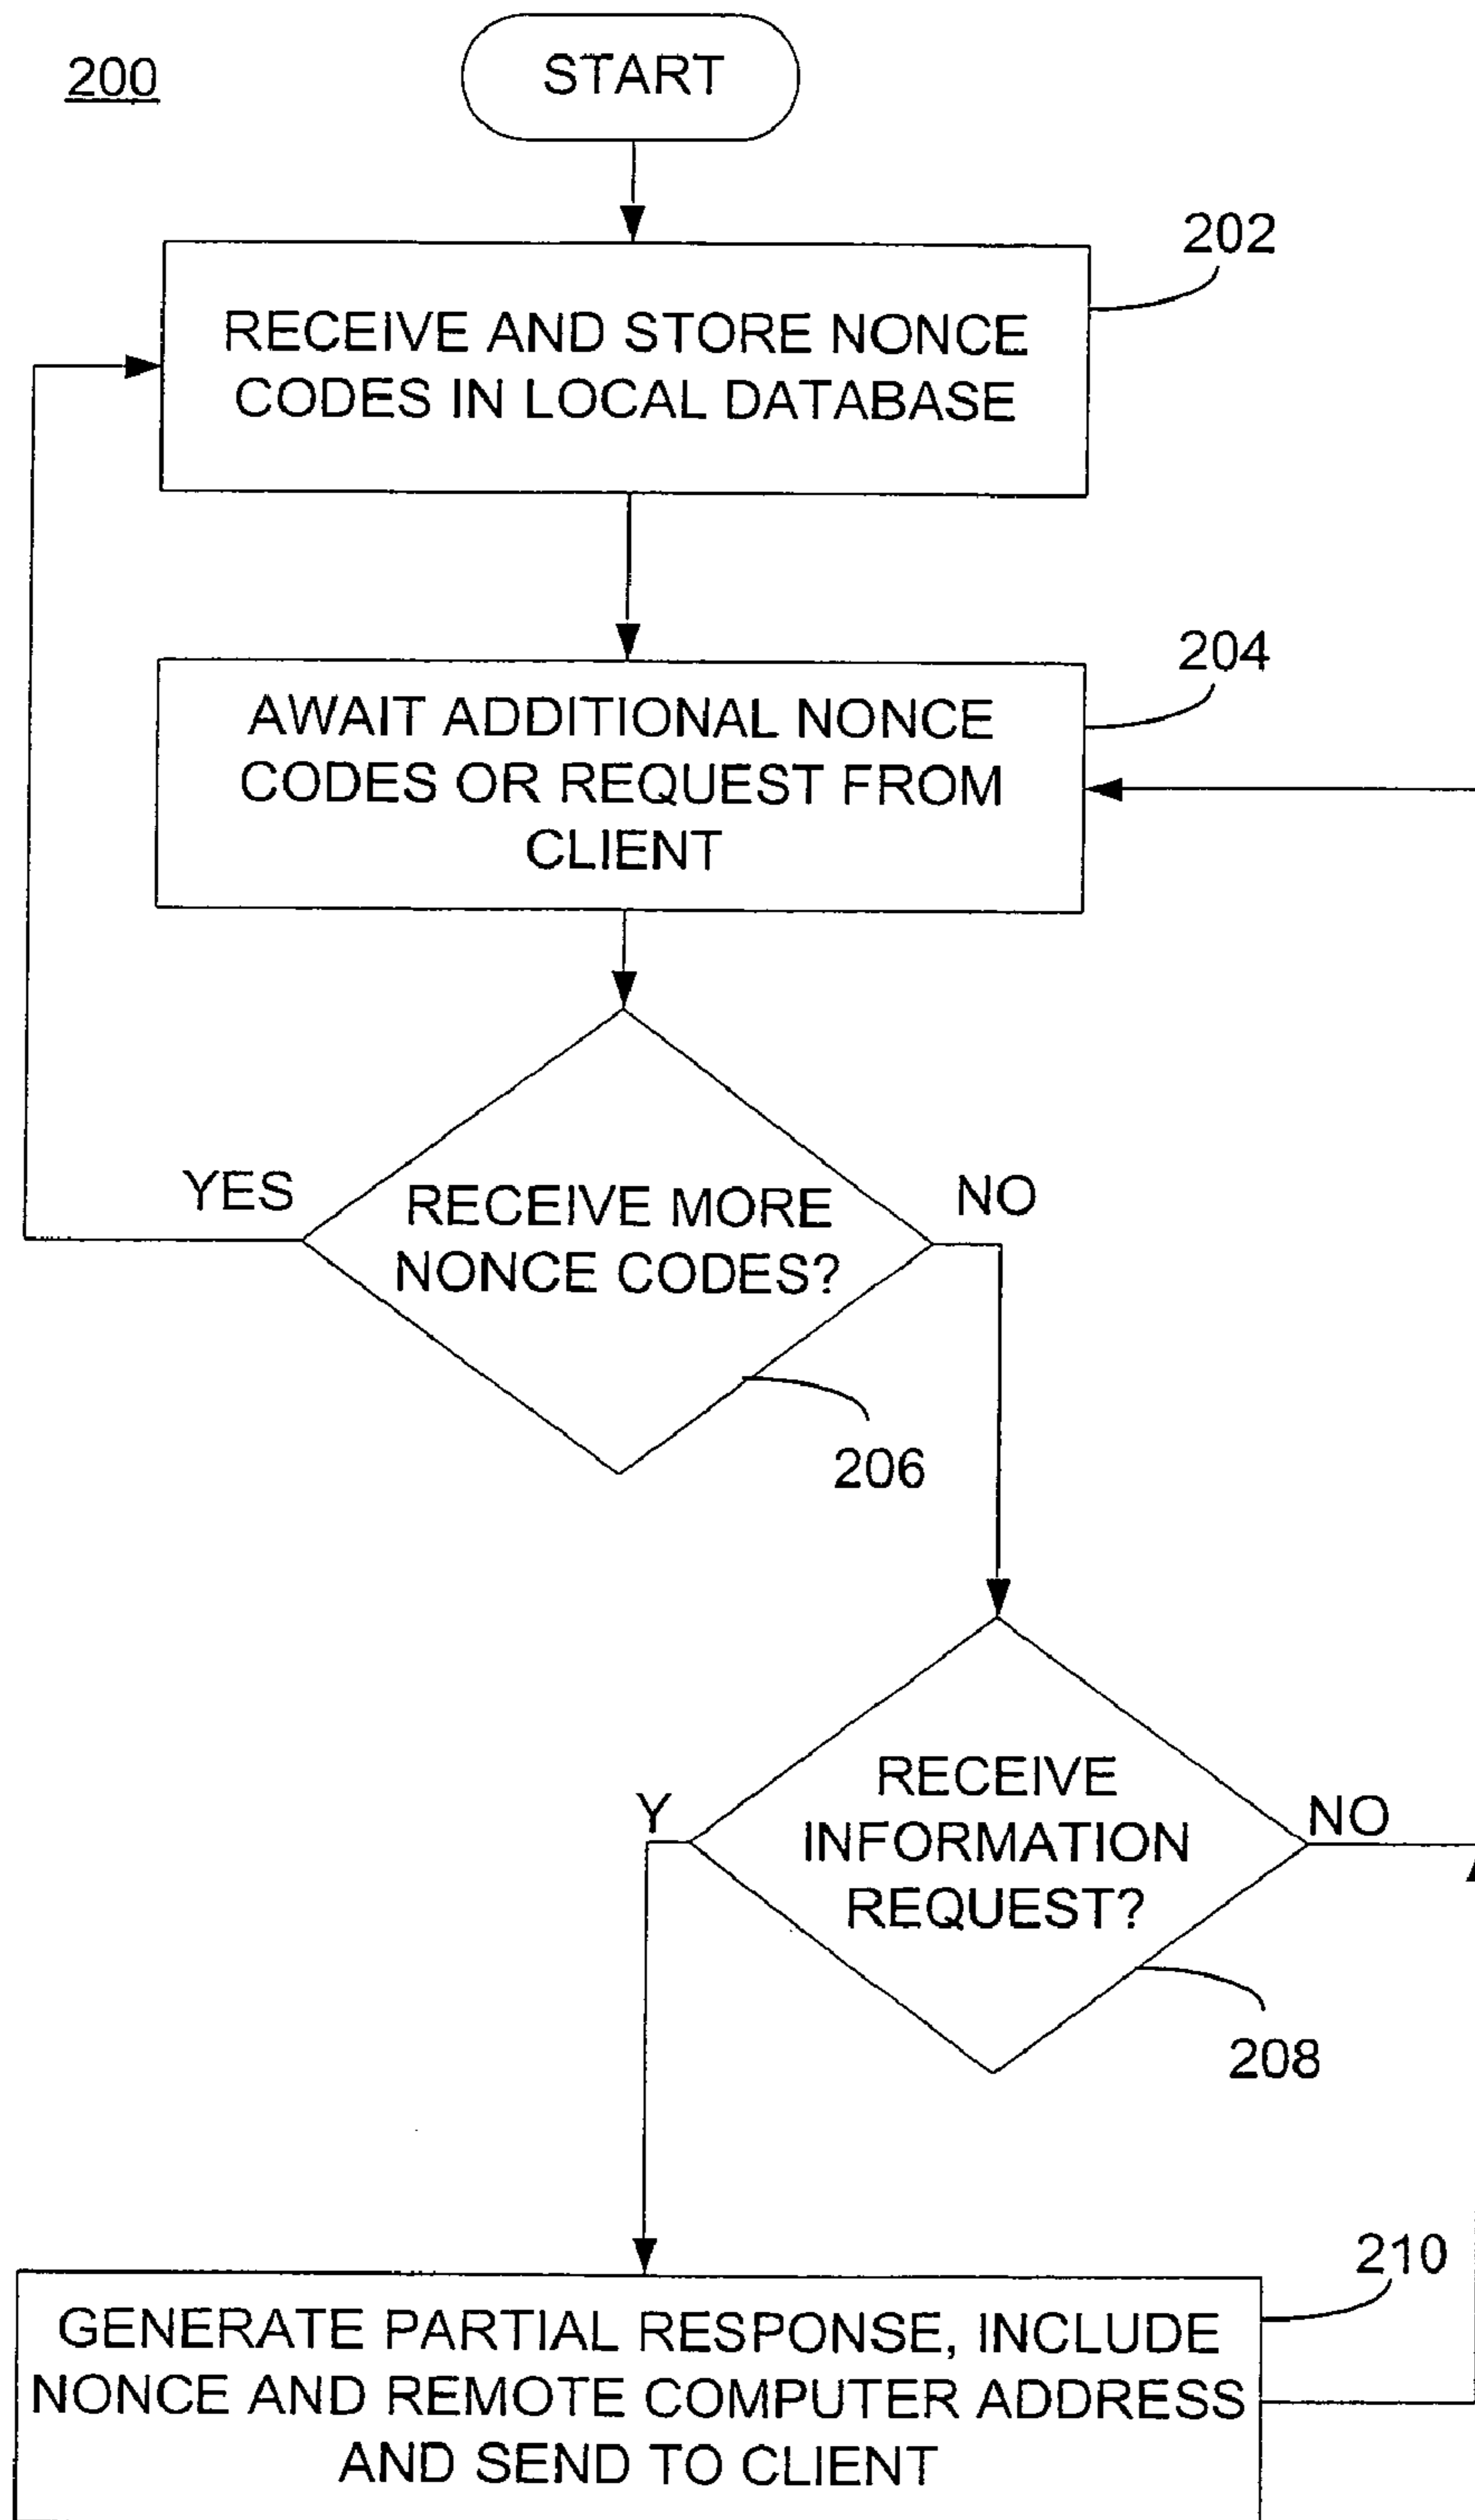 200
START
202
RECEIVE AND STORE NONCE
CODES IN LOCAL DATABASE
204
AWAIT ADDITIONAL NONCE
CODES OR REQUEST FROM
CLIENT
YES
RECEIVE MORE
NONCE CODES?
NO
206
Y
RECEIVE
INFORMATION
REQUEST?
NO
208
210
GENERATE PARTIAL RESPONSE, INCLUDE
NONCE AND REMOTE COMPUTER ADDRESS
AND SEND TO CLIENT